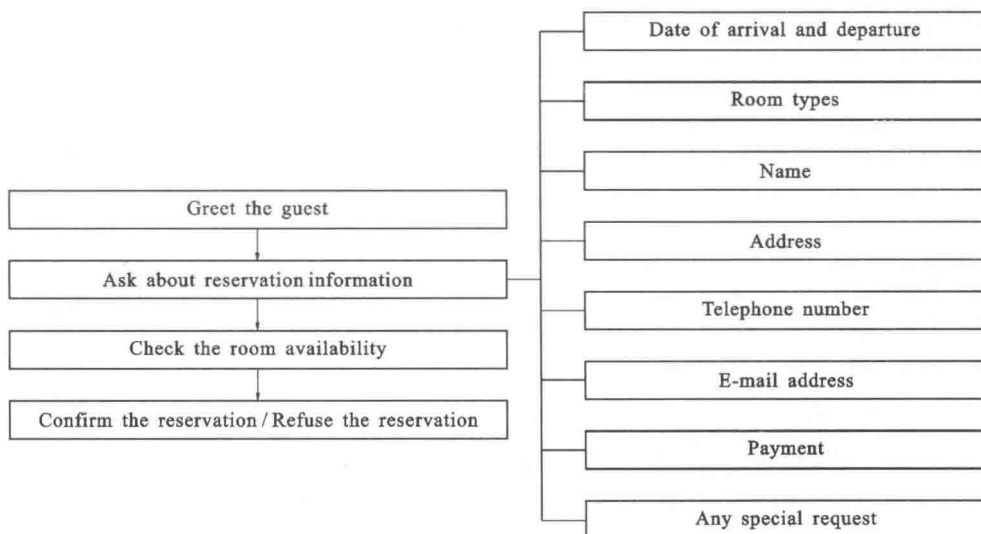 Greet the guest
Ask about reservation information
Check the room availability
Confirm the reservation / Refuse the reservation
Date of arrival and departure
Room types
Name
Address
Telephone number
E-mail address
Payment
Any special request